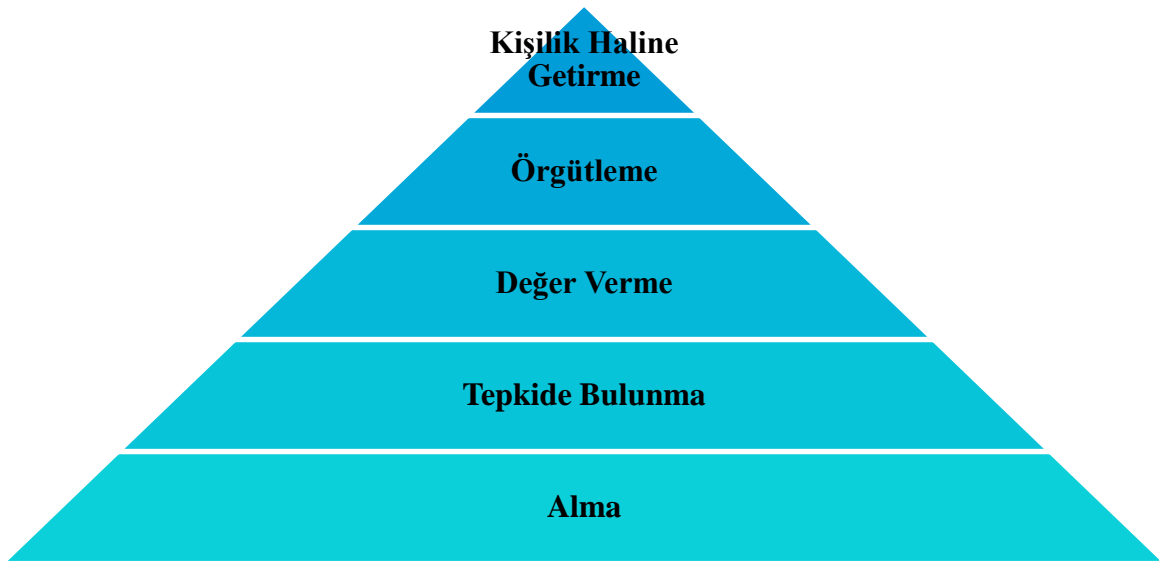 Kişilik Haline
Getirme
Örgütleme
Değer Verme
Tepkide Bulunma
Alma